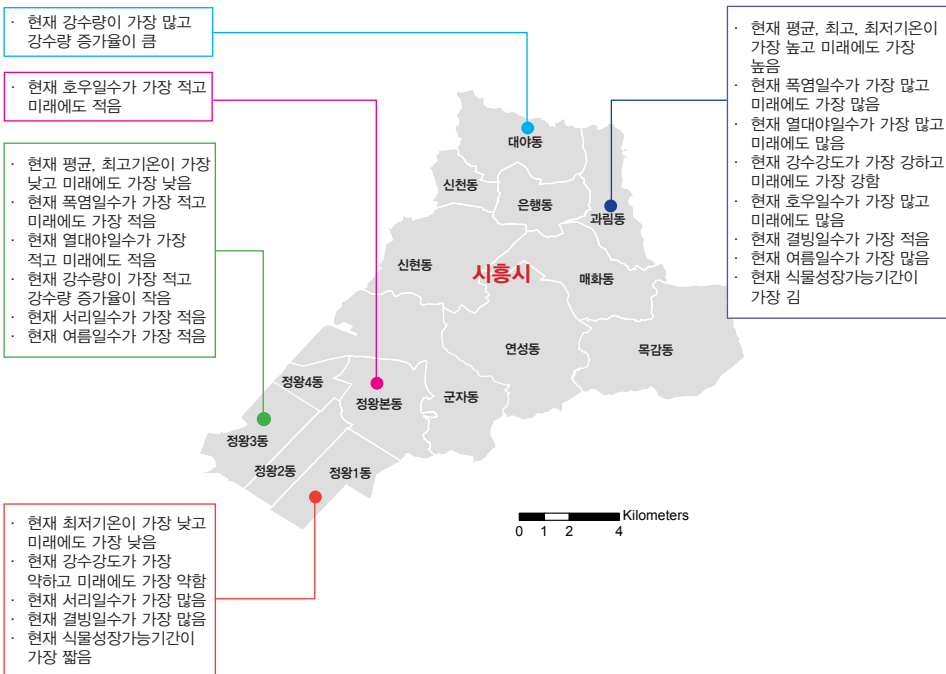 · 현재 강수량이 가장 많고
강수량 증가율이 큼
· 현재 호우일수가 가장 적고
미래에도 적음
· 현재 평균, 최고기온이 가장
낮고 미래에도 가장 낮음
· 현재 폭염일수가 가장 적고
미래에도 가장 적음
· 현재 열대야일수가 가장
적고 미래에도 적음
· 현재 강수량이 가장 적고
강수량 증가율이 작음
· 현재 서리일수가 가장 적음
· 현재 여름일수가 가장 적음
· 현재 최저기온이 가장 낮고
미래에도 가장 낮음
· 현재 강수강도가 가장
약하고 미래에도 가장 약함
· 현재 서리일수가 가장 많음
· 현재 결빙일수가 가장 많음
· 현재 식물성장가능기간이
가장 짧음
· 현재 평균, 최고, 최저기온이
가장 높고 미래에도 가장
높음
· 현재 폭염일수가 가장 많고
미래에도 가장 많음
· 현재 열대야일수가 가장 많고
미래에도 많음
· 현재 강수강도가 가장 강하고
미래에도 가장 강함
· 현재 호우일수가 가장 많고
미래에도 많음
· 현재 결빙일수가 가장 적음
· 현재 여름일수가 가장 많음
· 현재 식물성장가능기간이
가장 김
대야동
신천동
은행동
과림동
신현동
시흥시
매화동
연성동
목감동
정왕4동
정왕본동
군자동
정왕3동
정왕2동
정왕1동
Kilometers
0 1 2 4